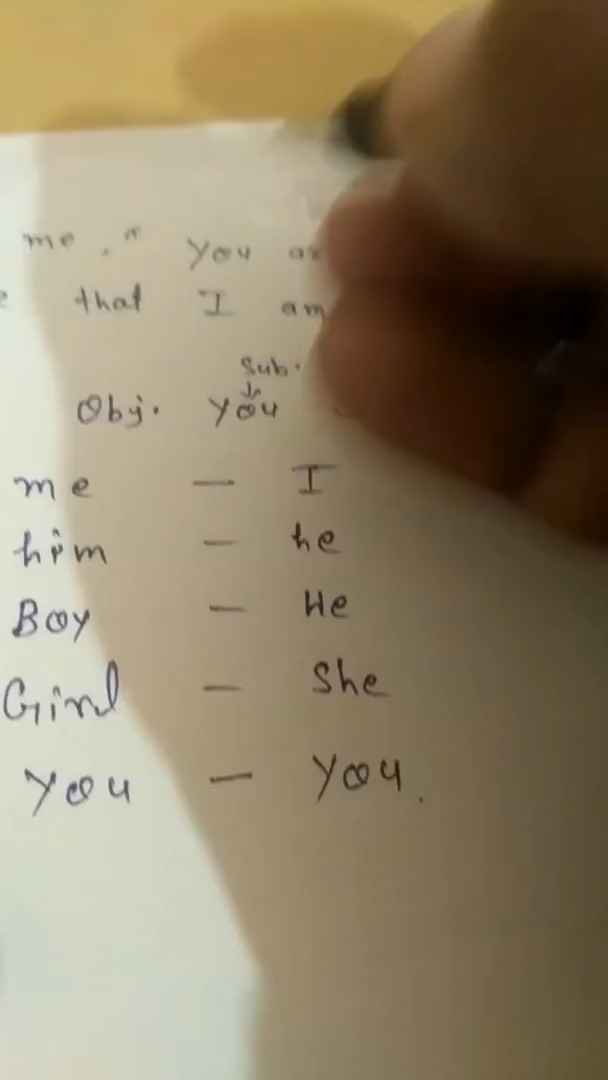 me, " You
that I am
Sub.
Obj. You
me — I
him — he
Boy — He
Girl — She
You — You.